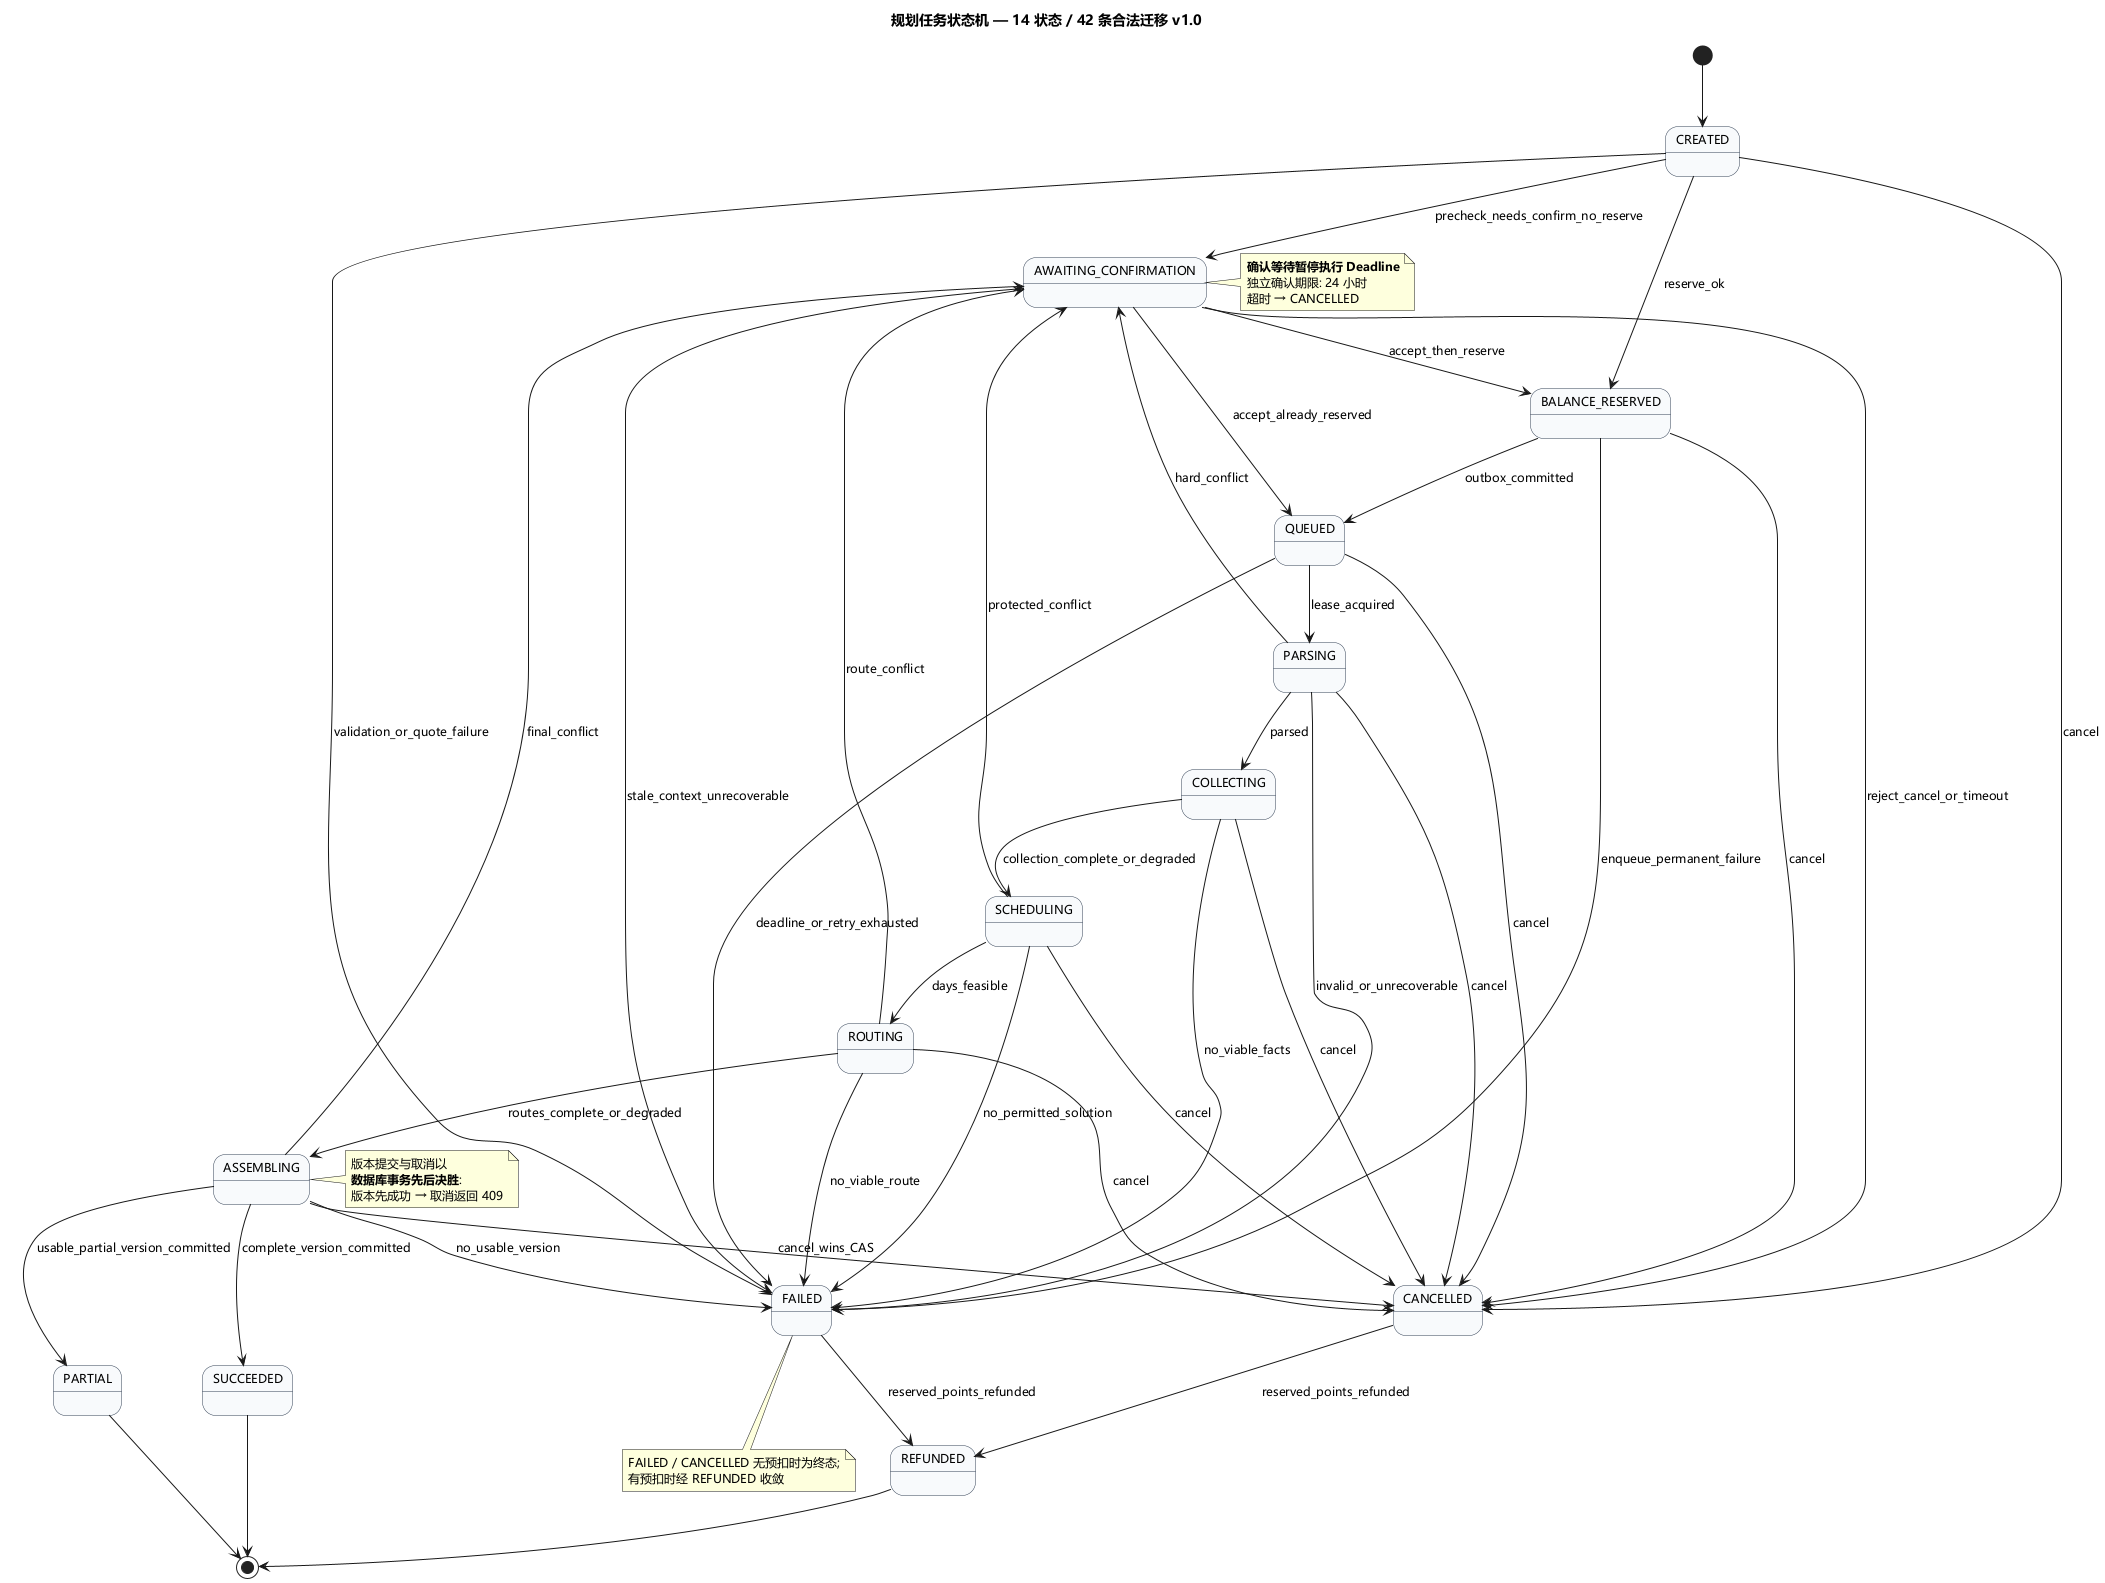 规划任务状态机 — 14 状态 / 42 条合法迁移 v1.0
CREATED
precheck_needs_confirm_no_reserve
AWAITING_CONFIRMATION
确认等待暂停执行 Deadline
独立确认期限: 24 小时
超时 → CANCELLED
reserve_ok
accept_then_reserve
BALANCE_RESERVED
accept_already_reserved
hard_conflict
outbox_committed
QUEUED
protected_conflict
lease_acquired
PARSING
route_conflict
validation_or_quote_failure
final_conflict
parsed
cancel
COLLECTING
stale_context_unrecoverable
reject_cancel_or_timeout
collection_complete_or_degraded
enqueue_permanent_failure
cancel
SCHEDULING
deadline_or_retry_exhausted
cancel
days_feasible
invalid_or_unrecoverable
cancel
ROUTING
no_viable_facts
cancel
routes_complete_or_degraded
no_permitted_solution
cancel
ASSEMBLING
版本提交与取消以
数据库事务先后决胜:
版本先成功 → 取消返回 409
no_viable_route
cancel
usable_partial_version_committed
complete_version_committed
no_usable_version
cancel_wins_CAS
FAILED
CANCELLED
PARTIAL
SUCCEEDED
reserved_points_refunded
reserved_points_refunded
FAILED / CANCELLED 无预扣时为终态;
有预扣时经 REFUNDED 收敛
REFUNDED